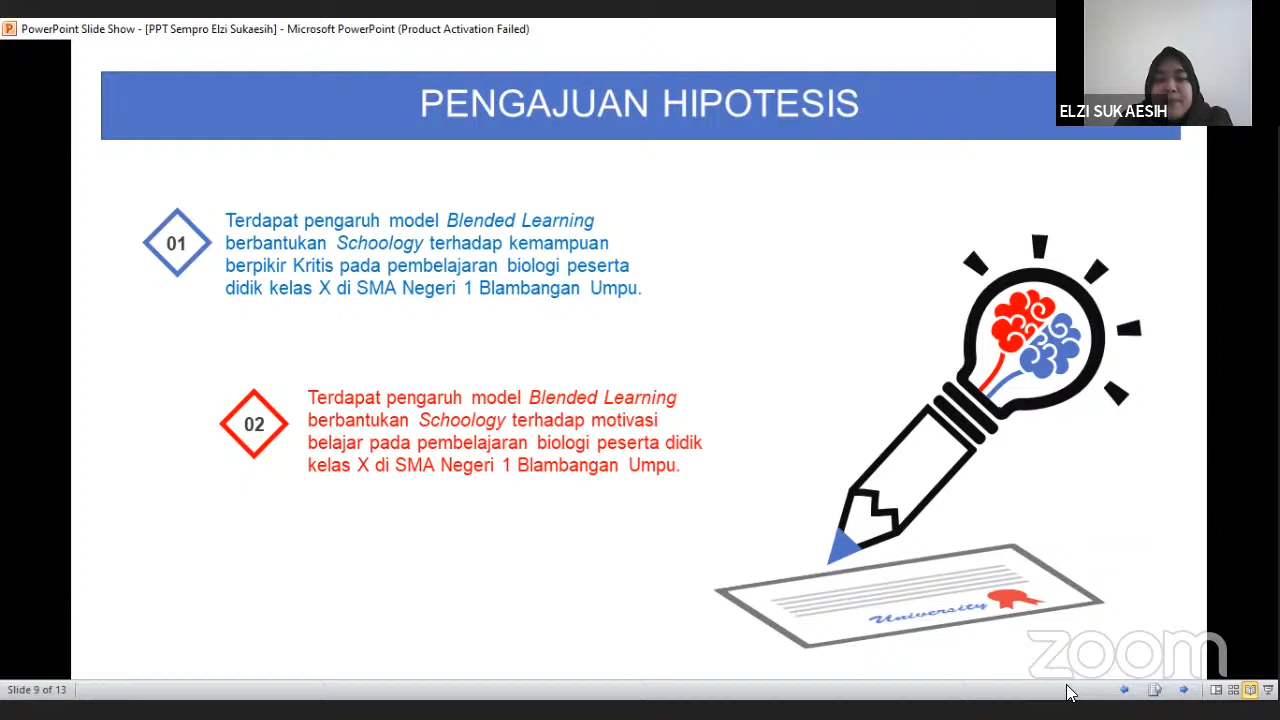 PowerPoint Slide Show - [PPT Sempro Elzi Sukaesih] - Microsoft PowerPoint (Product Activation Failed)
ELZI SUKAESIH
PENGAJUAN HIPOTESIS
01
Terdapat pengaruh model Blended Learning
berbantukan Schoology terhadap kemampuan
berpikir Kritis pada pembelajaran biologi peserta
didik kelas X di SMA Negeri 1 Blambangan Umpu.
02
Terdapat pengaruh model Blended Learning
berbantukan Schoology terhadap motivasi
belajar pada pembelajaran biologi peserta didik
kelas X di SMA Negeri 1 Blambangan Umpu.
University
zoom
Slide 9 of 13